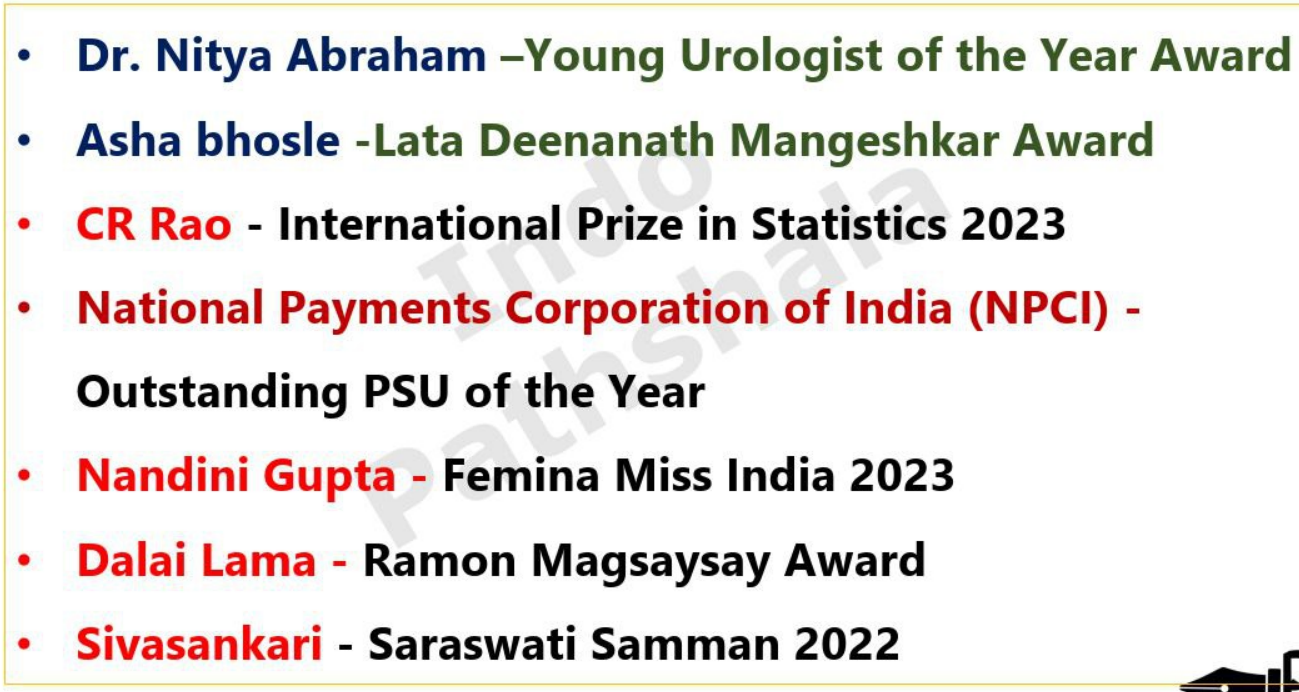 • Dr. Nitya Abraham –Young Urologist of the Year Award
• Asha bhosle -Lata Deenanath Mangeshkar Award
• CR Rao - International Prize in Statistics 2023
• National Payments Corporation of India (NPCI) -
Outstanding PSU of the Year
• Nandini Gupta - Femina Miss India 2023
• Dalai Lama - Ramon Magsaysay Award
• Sivasankari - Saraswati Samman 2022
Indo
Pathshala